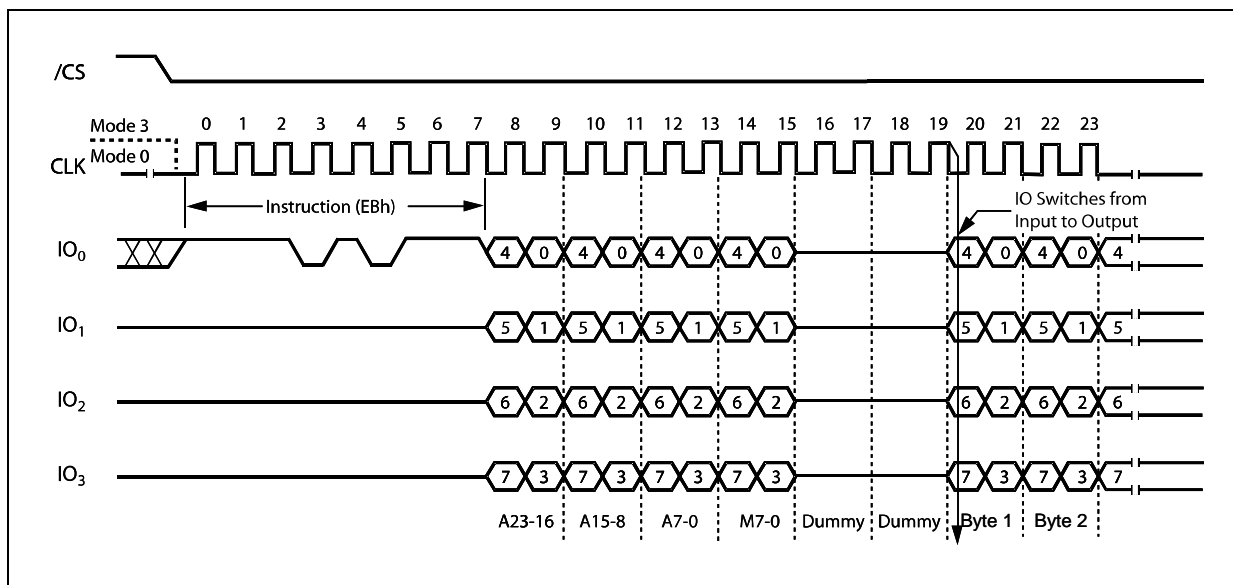 /CS
Mode 3
0 1 2 3 4 5 6 7 8 9 10 11 12 13 14 15 16 17 18 19 20 21 22 23
Mode 0
CLK
Instruction (EBh)
IO Switches from
Input to Output
IO0 4 0 4 0 4 0 4 0 4 0 4 0 4
IO1 5 1 5 1 5 1 5 1 5 1 5 1 5
IO2 6 2 6 2 6 2 6 2 6 2 6 2 6
IO3 7 3 7 3 7 3 7 3 7 3 7 3 7
A23-16 A15-8 A7-0 M7-0 Dummy Dummy Byte 1 Byte 2